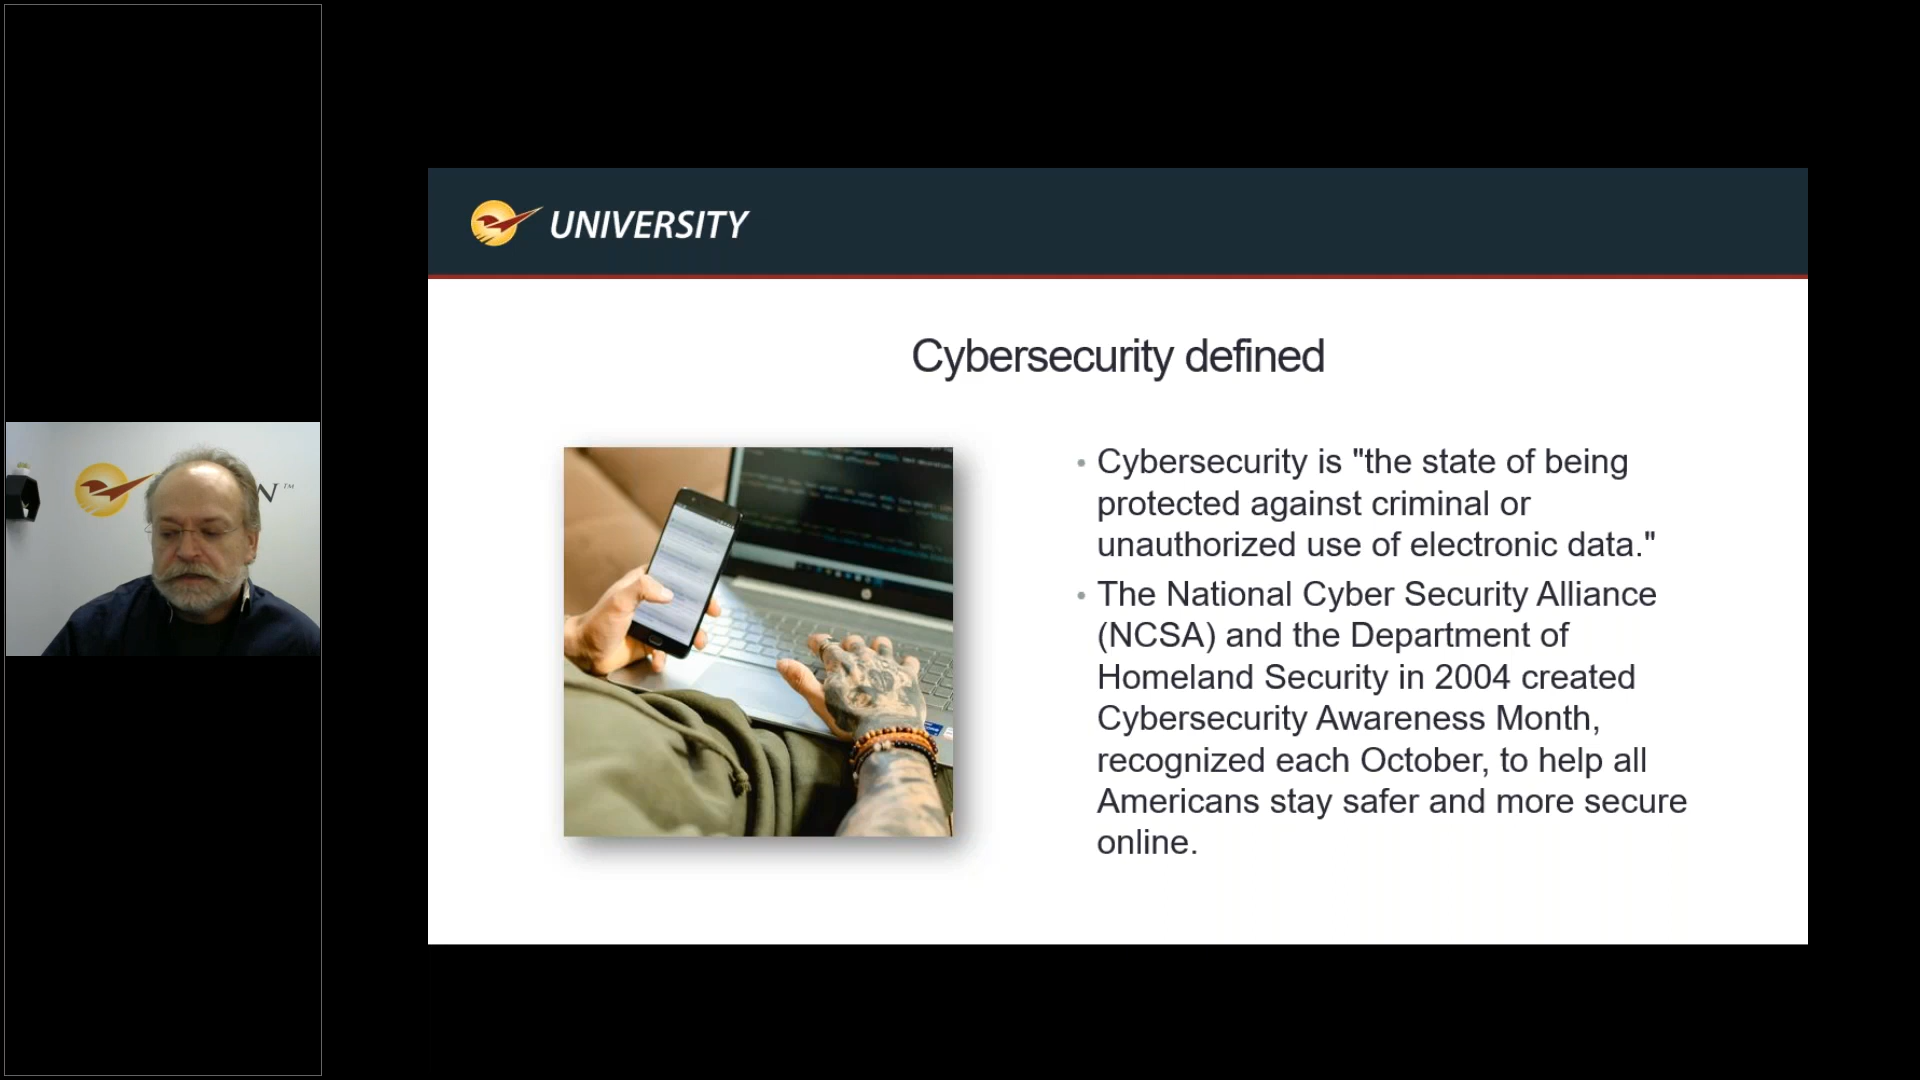 UNIVERSITY
Cybersecurity defined
• Cybersecurity is "the state of being
protected against criminal or
unauthorized use of electronic data."
• The National Cyber Security Alliance
(NCSA) and the Department of
Homeland Security in 2004 created
Cybersecurity Awareness Month,
recognized each October, to help all
Americans stay safer and more secure
online.
N™